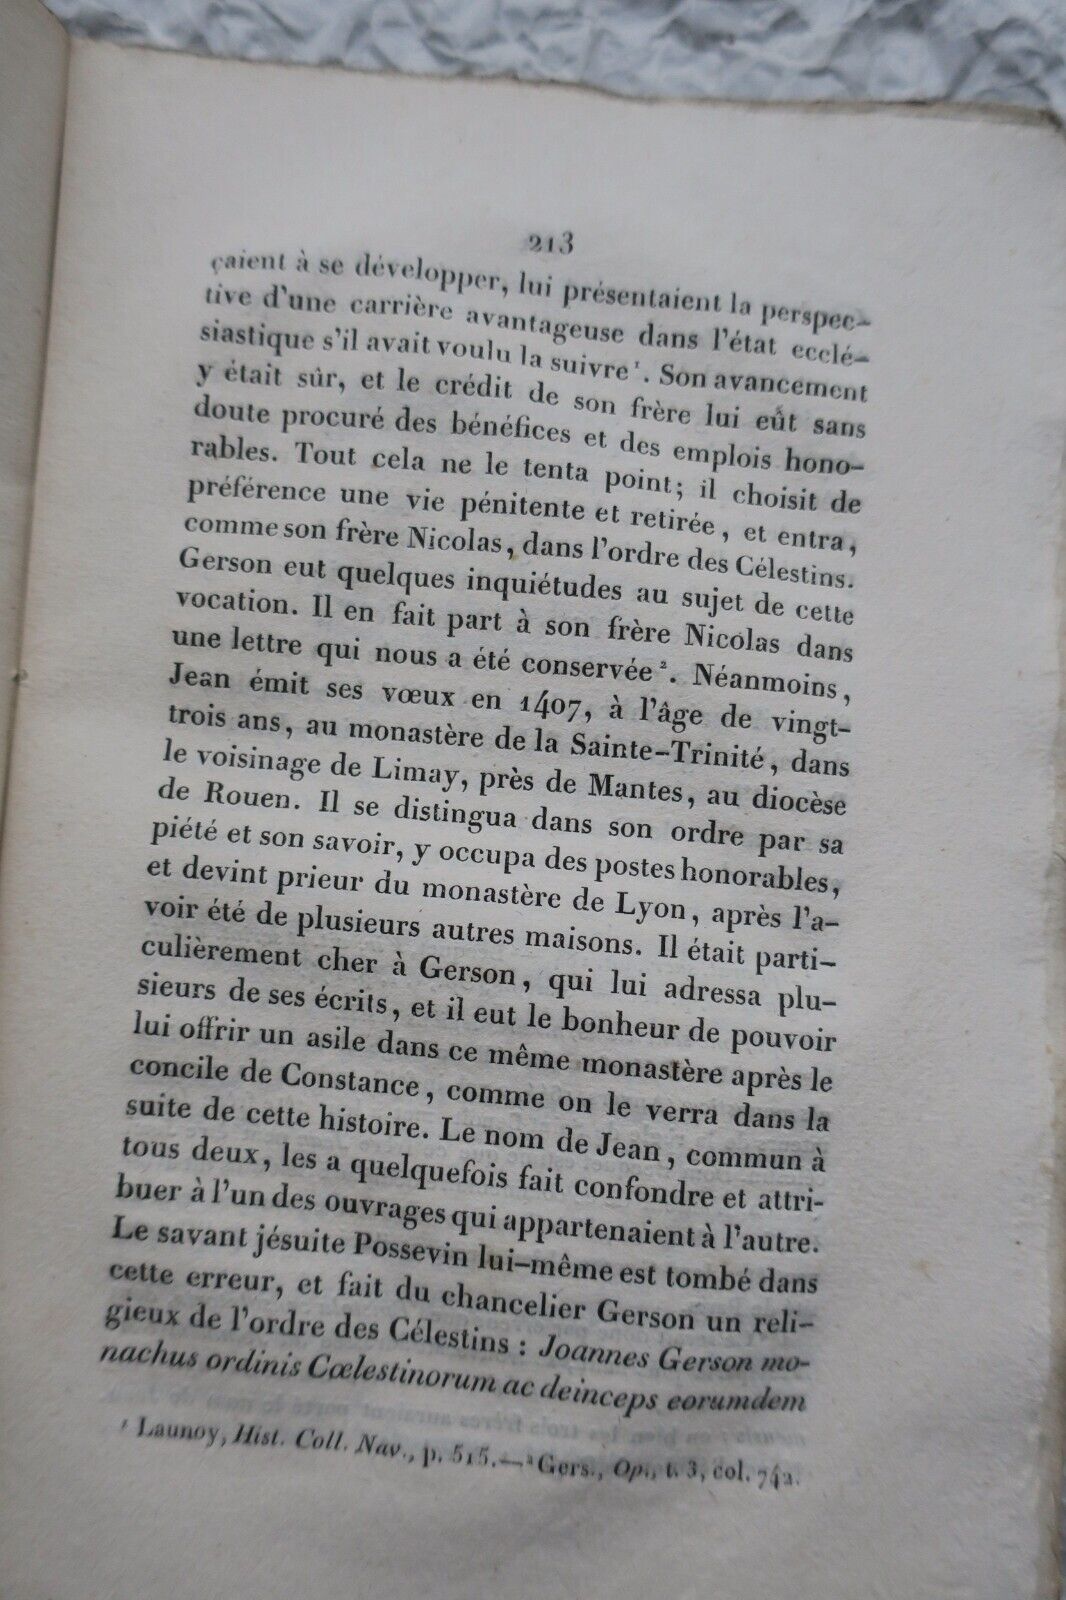 213
çaient à se développer, lui présentaient la perspec-
tive d'une carrière avantageuse dans l'état ecclé-
siastique s'il avait voulu la suivre ¹. Son avancement
y était sûr, et le crédit de son frère lui eût sans
doute procuré des bénéfices et des emplois hono-
rables. Tout cela ne le tenta point; il choisit de
préférence une vie pénitente et retirée, et entra,
comme son frère Nicolas, dans l'ordre des Célestins.
Gerson eut quelques inquiétudes au sujet de cette
vocation. Il en fait part à son frère Nicolas dans
une lettre qui nous a été conservée ². Néanmoins,
Jean émit ses vœux en 1407, à l'âge de vingt-
trois ans, au monastère de la Sainte-Trinité, dans
le voisinage de Limay, près de Mantes, au diocèse
de Rouen. Il se distingua dans son ordre par sa
piété et son savoir, y occupa des postes honorables,
et devint prieur du monastère de Lyon, après l'a-
voir été de plusieurs autres maisons. Il était parti-
culièrement cher à Gerson, qui lui adressa plu-
sieurs de ses écrits, et il eut le bonheur de pouvoir
lui offrir un asile dans ce même monastère après le
concile de Constance, comme on le verra dans la
suite de cette histoire. Le nom de Jean, commun à
tous deux, les a quelquefois fait confondre et attri-
buer à l'un des ouvrages qui appartenaient à l'autre.
Le savant jésuite Possevin lui-même est tombé dans
cette erreur, et fait du chancelier Gerson un reli-
gieux de l'ordre des Célestins : Joannes Gerson mo-
nachus ordinis Cœlestinorum ac deinceps eorumdem
¹ Launoy, Hist. Coll. Nav., p. 515.—² Gers., Op., t. 3, col. 742.